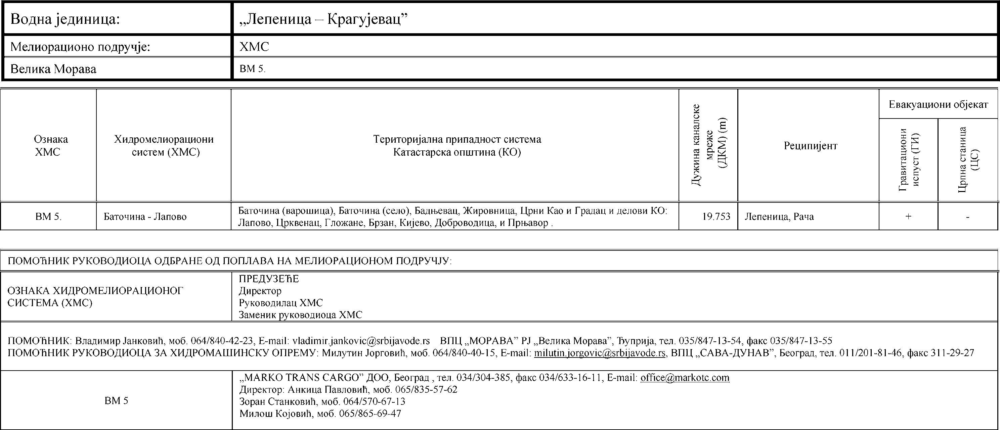 Водна јединица: „Лепеница – Крагујевац”
Мелиорационо подручје: ХМС
Велика Морава ВМ 5.
Ознака ХМС
Хидромелиорациони систем (ХМС)
Територијална припадност система
Катастарска општина (КО)
Дужина каналске мреже (ДКМ) (m)
Реципијент
Евакуациони објекат
Гравитациони испуст (ГИ)
Црпна станица (ЦС)
ВМ 5.
Баточина - Лапово
Баточина (варошица), Баточина (село), Бадњевац, Жировница, Црни Као и Градац и делови КО:
Лапово, Црквенац, Гложане, Брзан, Кијево, Доброводица, и Прњавор .
19.753
Лепеница, Рача
+
-
ПОМОЋНИК РУКОВОДИОЦА ОДБРАНЕ ОД ПОПЛАВА НА МЕЛИОРАЦИОНОМ ПОДРУЧЈУ:
ОЗНАКА ХИДРОМЕЛИОРАЦИОНОГ
СИСТЕМА (ХМС)
ПРЕДУЗЕЋЕ
Директор
Руководилац ХМС
Заменик руководиоца ХМС
ПОМОЋНИК: Владимир Јанковић, моб. 064/840-42-23, E-mail: vladimir.jankovic@srbijavode.rs ВПЦ „МОРАВА” РЈ „Велика Морава”, Ћуприја, тел. 035/847-13-54, факс 035/847-13-55
ПОМОЋНИК РУКОВОДИОЦА ЗА ХИДРОМАШИНСКУ ОПРЕМУ: Милутин Јорговић, моб. 064/840-40-15, E-mail: milutin.jorgovic@srbijavode.rs, ВПЦ „САВА-ДУНАВ”, Београд, тел. 011/201-81-46, факс 311-29-27
ВМ 5
„MARKO TRANS CARGO” ДОО, Београд , тел. 034/304-385, факс 034/633-16-11, E-mail: office@markotc.com
Директор: Анкица Павловић, моб. 065/835-57-62
Зоран Станковић, моб. 064/570-67-13
Милош Којовић, моб. 065/865-69-47